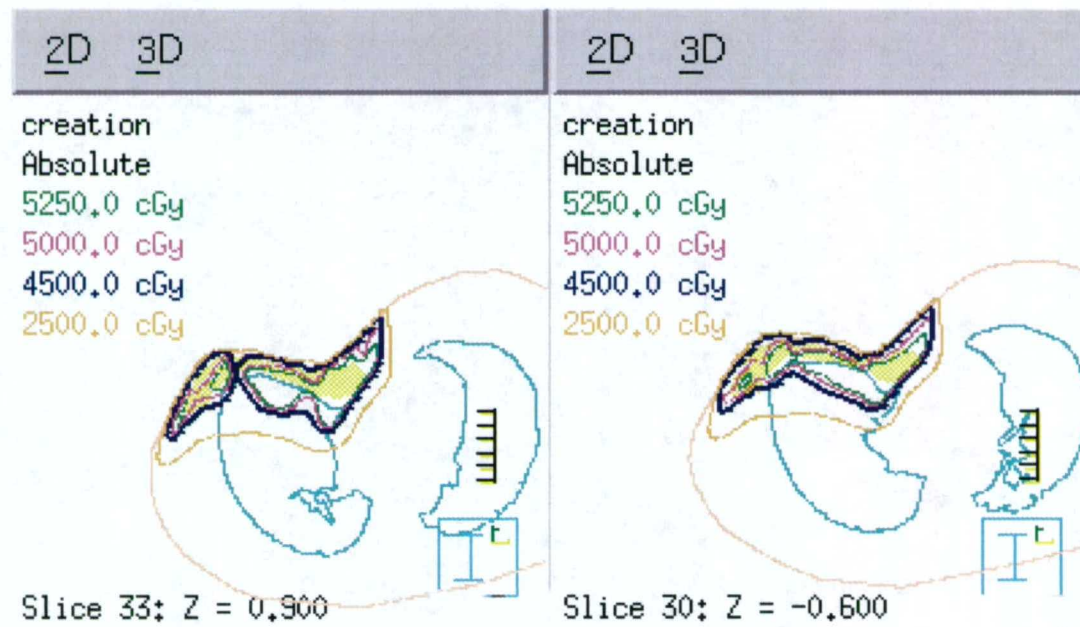 2D 3D
creation
Absolute
5250.0 cGy
5000.0 cGy
4500.0 cGy
2500.0 cGy
Slice 33: Z = 0.900
2D 3D
creation
Absolute
5250.0 cGy
5000.0 cGy
4500.0 cGy
2500.0 cGy
Slice 30: Z = -0.600